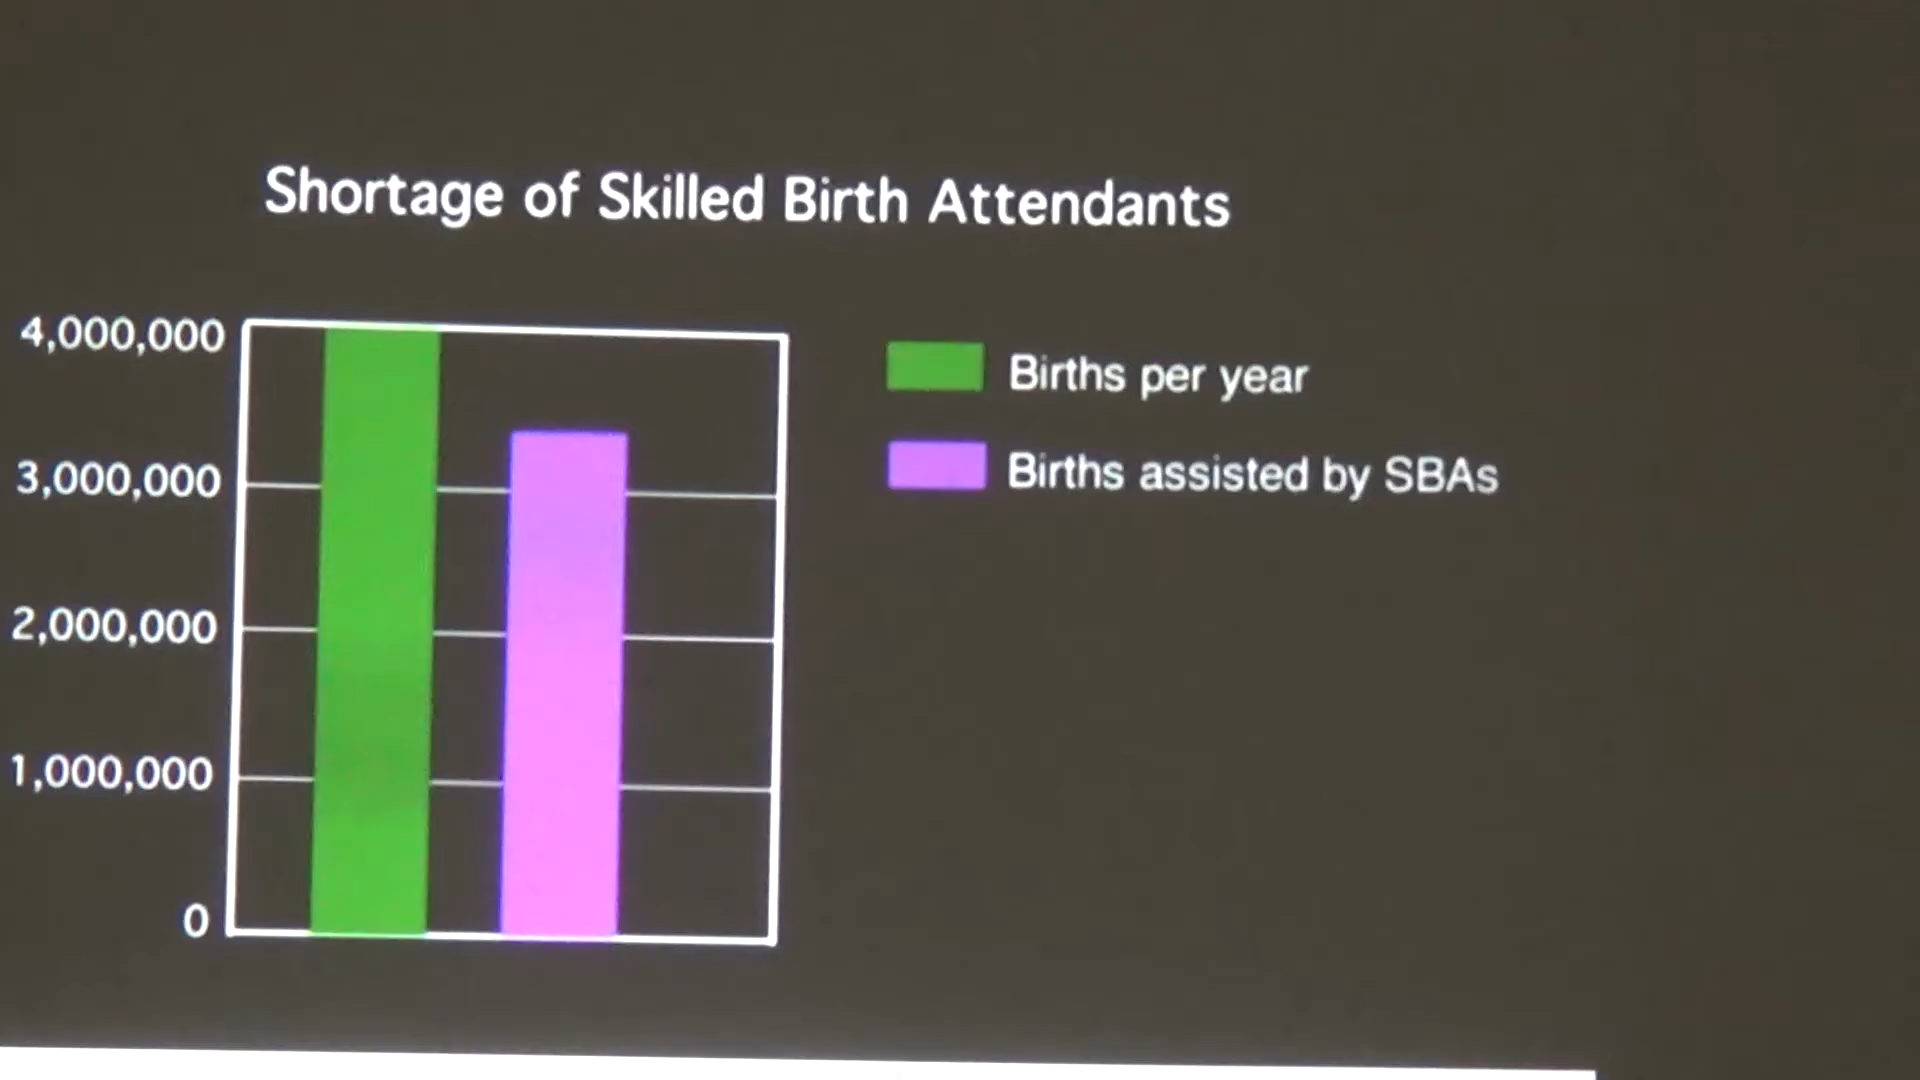 Shortage of Skilled Birth Attendants
4,000,000
3,000,000
2,000,000
1,000,000
0
Births per year
Births assisted by SBAs